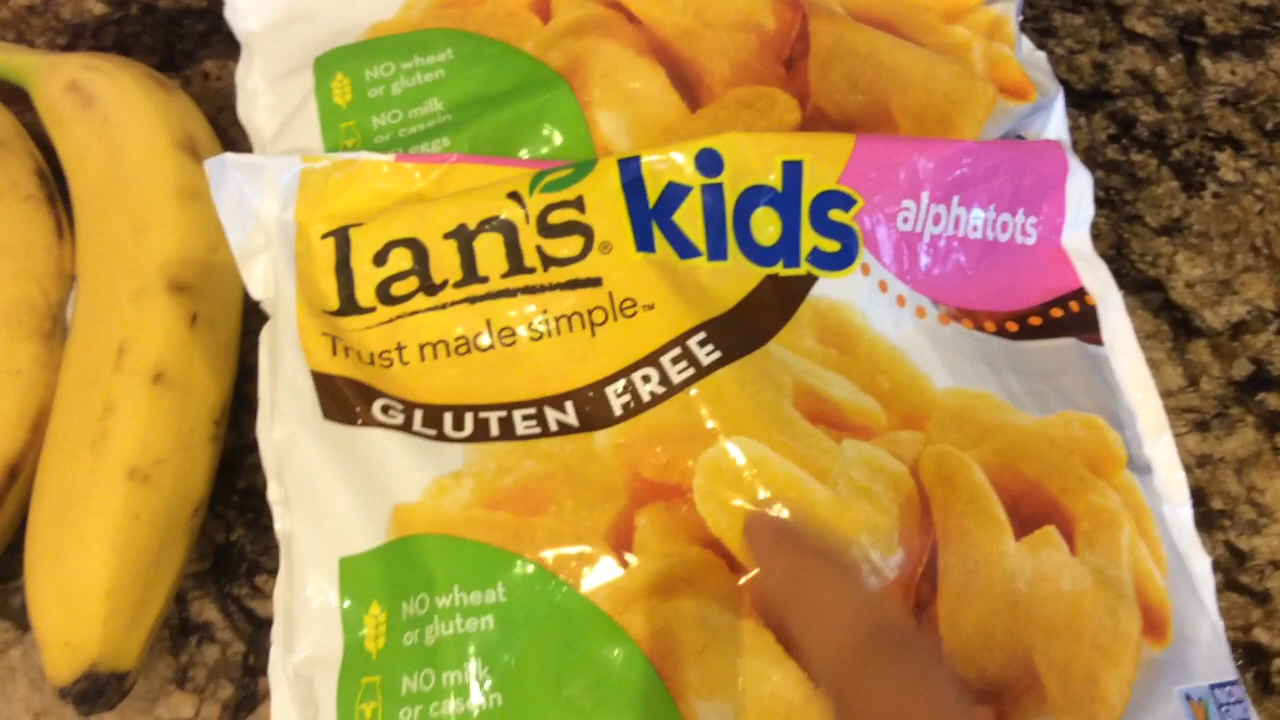 NO wheat
or gluten
NO milk
or casein
eggs
Ian's® kids
alphatots
Trust made simple™
GLUTEN FREE
NO wheat
or gluten
NO milk
or casein